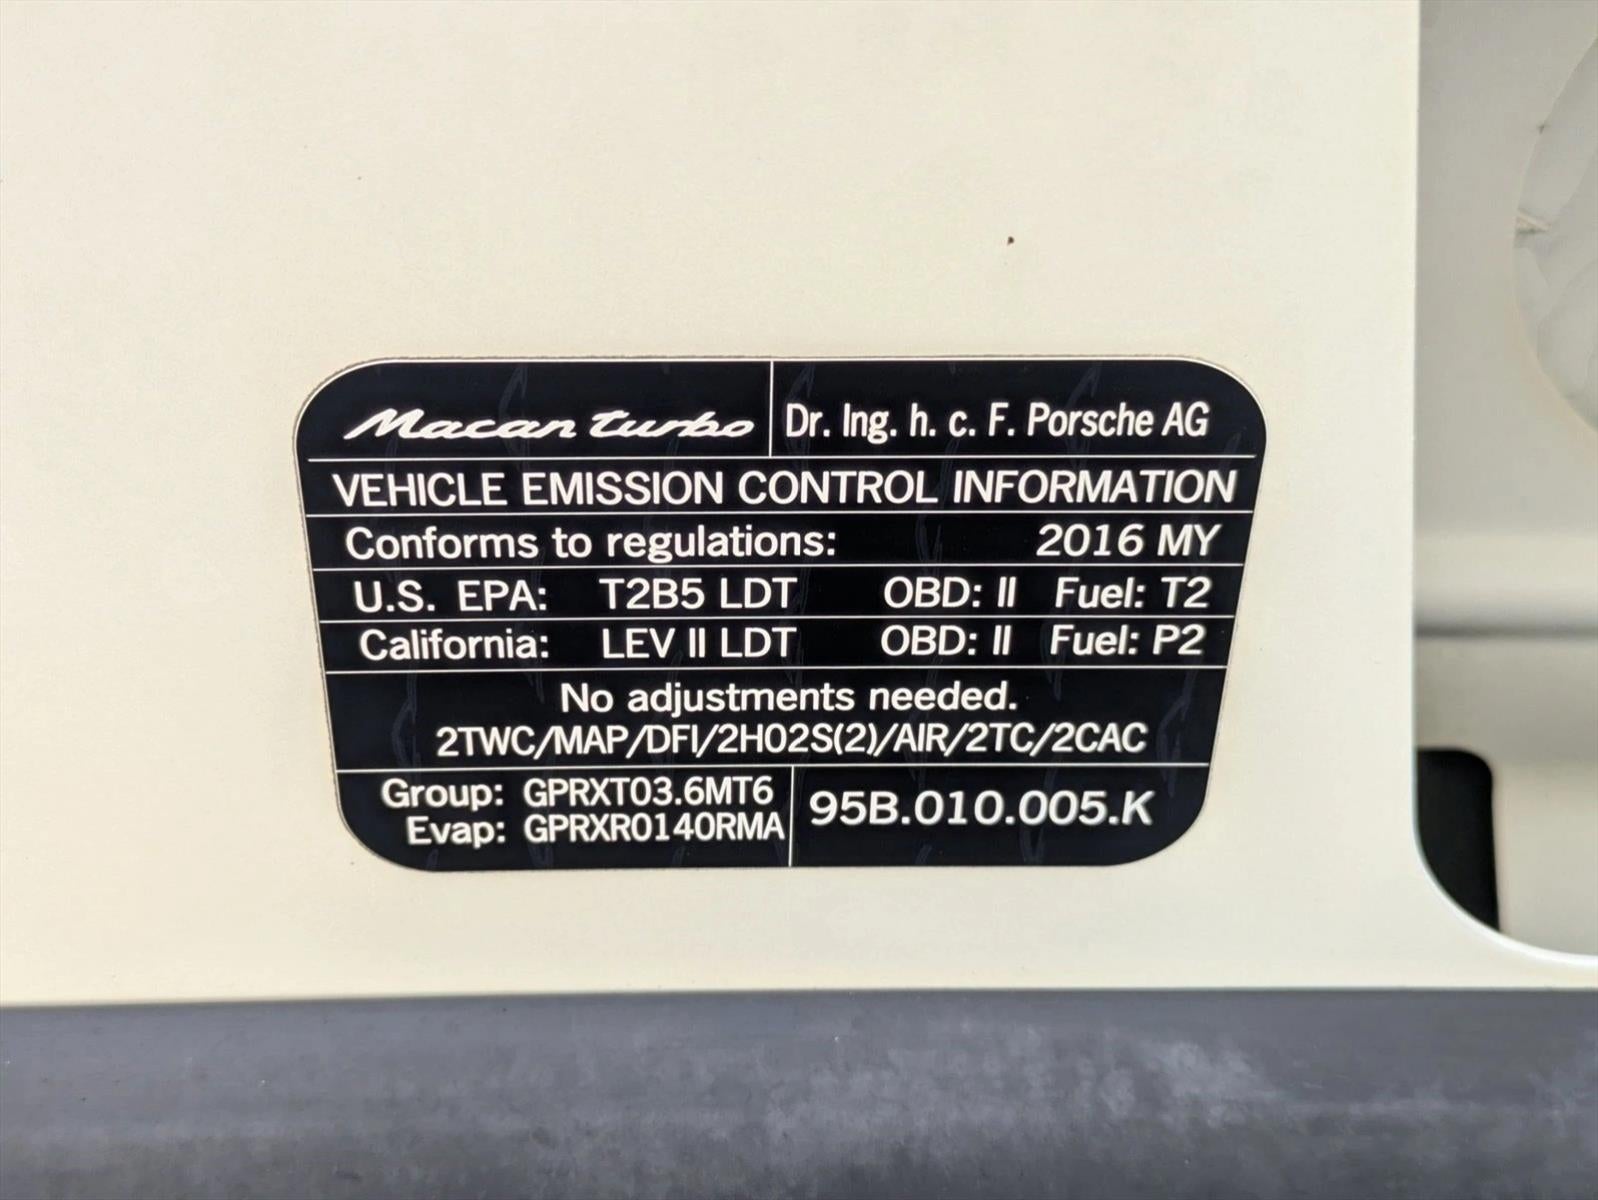 Macan turbo Dr. Ing. h. c. F. Porsche AG
VEHICLE EMISSION CONTROL INFORMATION
Conforms to regulations: 2016 MY
U.S. EPA: T2B5 LDT OBD: II Fuel: T2
California: LEV II LDT OBD: II Fuel: P2
No adjustments needed.
2TWC/MAP/DFI/2HO2S(2)/AIR/2TC/2CAC
Group: GPRXT03.6MT6
Evap: GPRXR0140RMA
95B.010.005.K